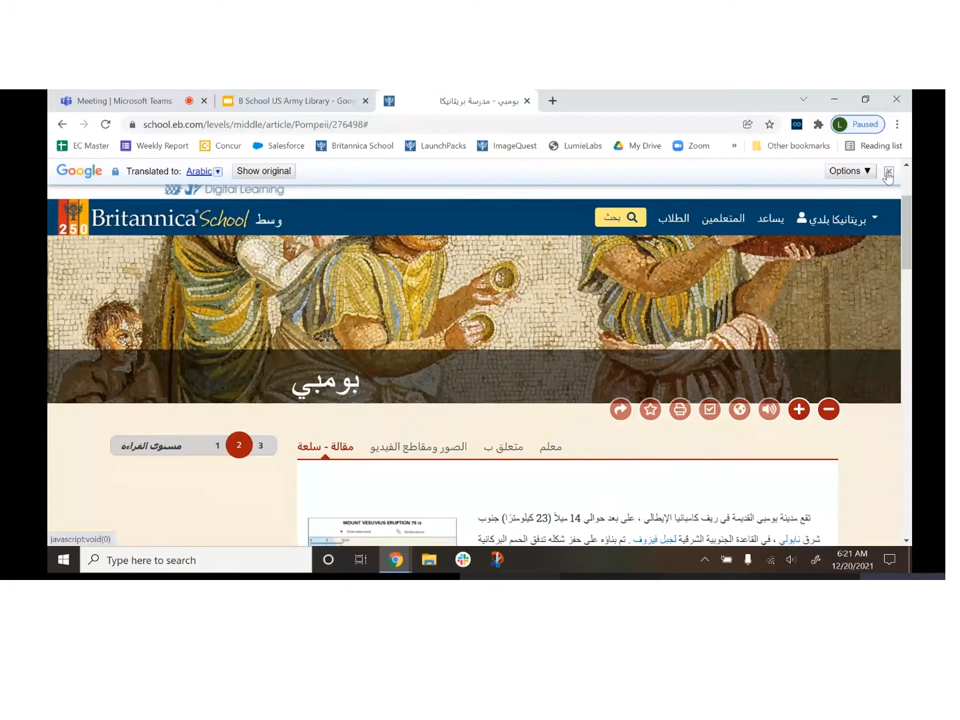 Meeting | Microsoft Teams
B School US Army Library - Goog
بومبي - مدرسة بريتانيكا
school.eb.com/levels/middle/article/Pompeii/276498#
L Paused
EC Master
Weekly Report
Concur
Salesforce
Britannica School
LaunchPacks
ImageQuest
LumieLabs
My Drive
Zoom
»
Other bookmarks
Reading list
Google Translated to: Arabic Show original Options ▼
Digital Learning
250 Britannica School وسط
بحث
الطلاب
المتعلمين
يساعد
بريتانيكا بلدي
بومبي
مستوى القراءة 1 2 3
مقالة - سلعة
الصور ومقاطع الفيديو
متعلق ب
معلم
MOUNT VESUVIUS ERUPTION 79
تقع مدينة بومبي القديمة في ريف كامبانيا الإيطالي ، على بعد حوالي 14 ميلاً (23 كيلومترًا) جنوب
شرق نابولي ، في القاعدة الجنوبية الشرقية لجبل فيزوف . تم بناؤه على حفز شكله تدفق الحمم البركانية
javascript:void(0)
Type here to search
6:21 AM
12/20/2021